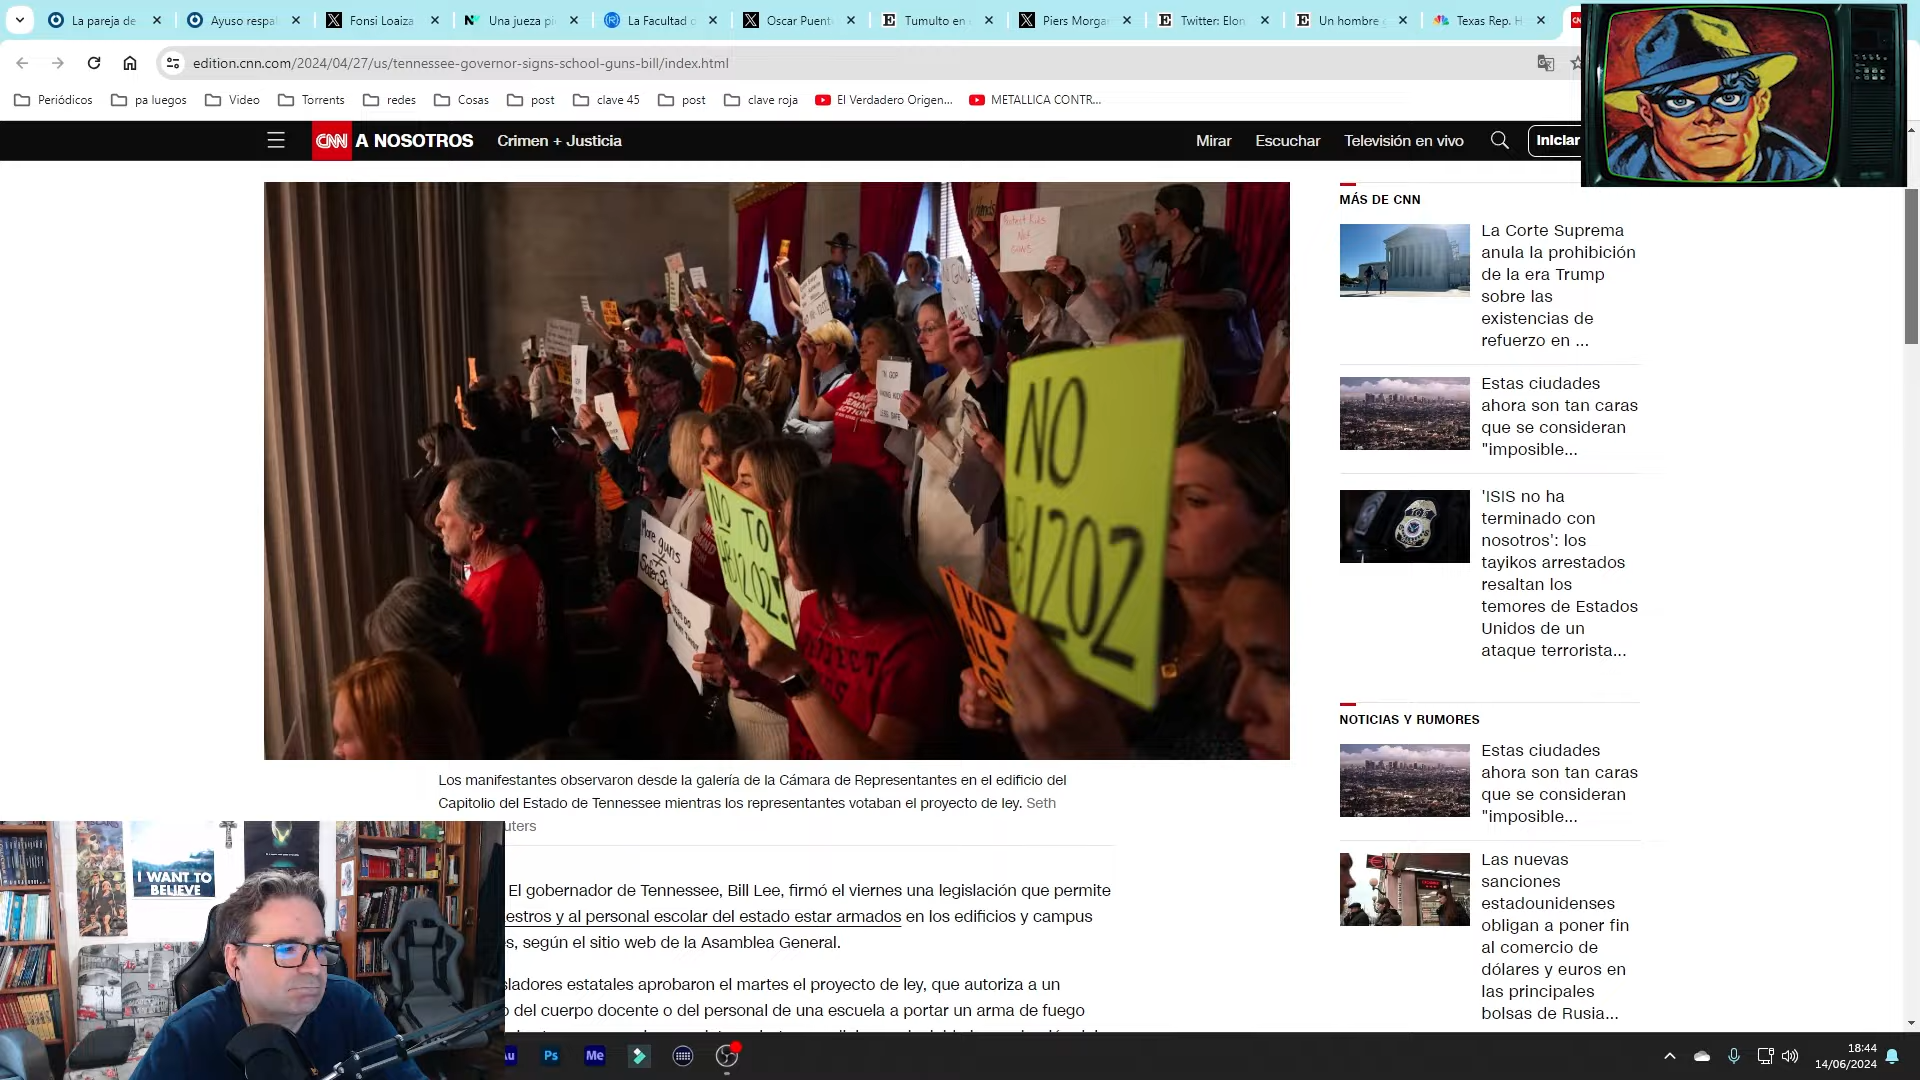 La pareja de
Ayuso respal
Fonsi Loaiza
Una jueza pi
La Facultad d
Oscar Puent
Tumulto en
Piers Morga
Twitter: Elon
Un hombre
Texas Rep. H
edition.cnn.com/2024/04/27/us/tennessee-governor-signs-school-guns-bill/index.html
Periódicos
pa luegos
Video
Torrents
redes
Cosas
post
clave 45
post
clave roja
El Verdadero Origen...
METALLICA CONTR...
CNN A NOSOTROS
Crimen + Justicia
Mirar
Escuchar
Televisión en vivo
Iniciar
NO
1202
NO TO
HB1202!
More guns
I KID
ALL
Protect Kids
NOT
GUNS
Los manifestantes observaron desde la galería de la Cámara de Representantes en el edificio del
Capitolio del Estado de Tennessee mientras los representantes votaban el proyecto de ley. Seth
uters
El gobernador de Tennessee, Bill Lee, firmó el viernes una legislación que permite
estros y al personal escolar del estado estar armados en los edificios y campus
s, según el sitio web de la Asamblea General.
sladores estatales aprobaron el martes el proyecto de ley, que autoriza a un
o del cuerpo docente o del personal de una escuela a portar un arma de fuego
MÁS DE CNN
La Corte Suprema
anula la prohibición
de la era Trump
sobre las
existencias de
refuerzo en ...
Estas ciudades
ahora son tan caras
que se consideran
"imposible...
'ISIS no ha
terminado con
nosotros': los
tayikos arrestados
resaltan los
temores de Estados
Unidos de un
ataque terrorista...
NOTICIAS Y RUMORES
Estas ciudades
ahora son tan caras
que se consideran
"imposible...
Las nuevas
sanciones
estadounidenses
obligan a poner fin
al comercio de
dólares y euros en
las principales
bolsas de Rusia...
I WANT TO
BELIEVE
Au
Ps
Me
18:44
14/06/2024